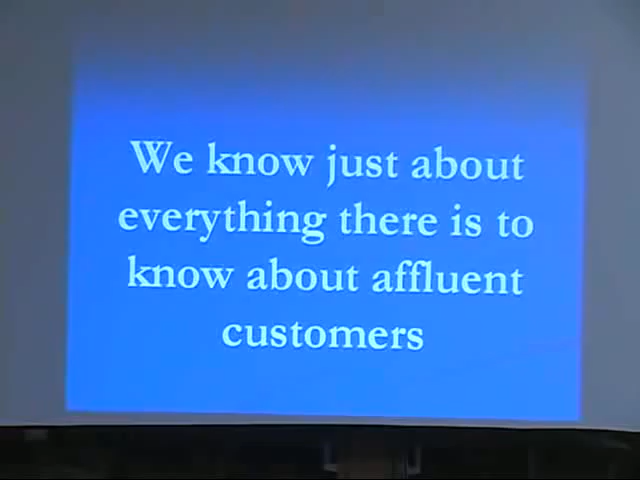 We know just about
everything there is to
know about affluent
customers